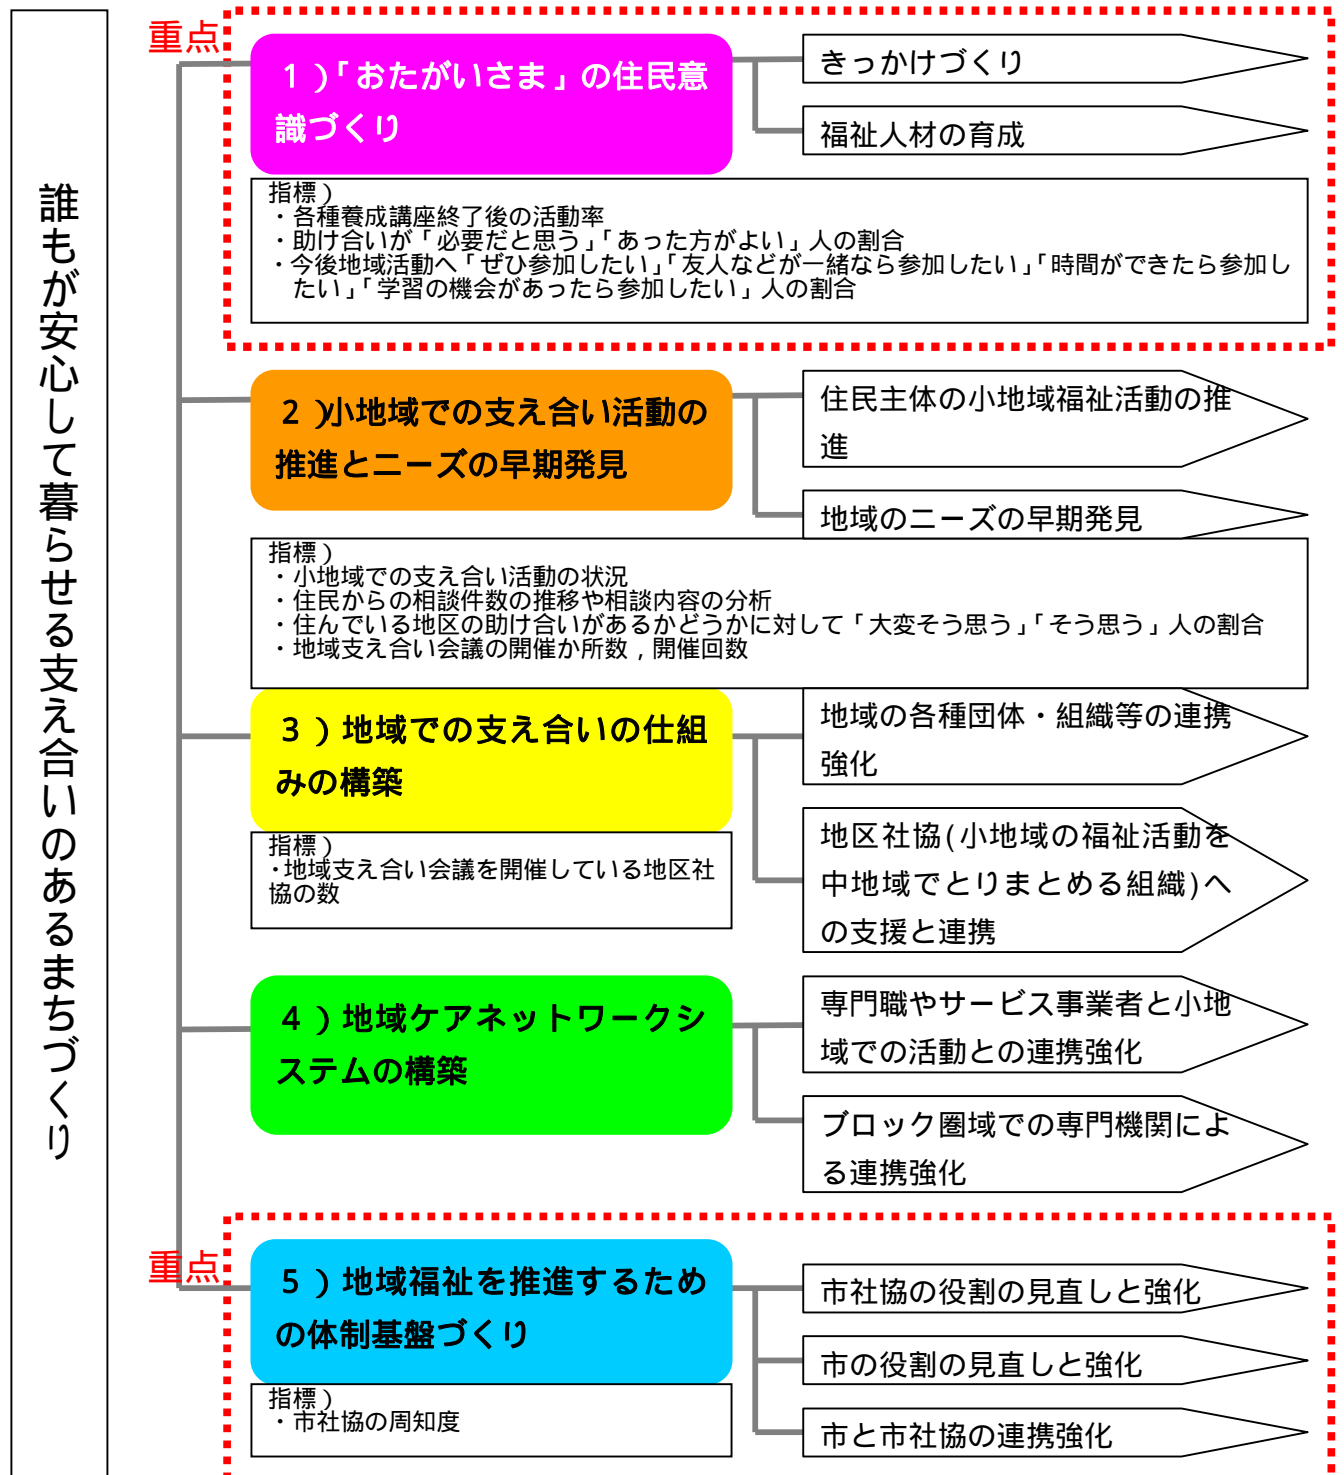 誰もが安心して暮らせる支え合いのあるまちづくり
重点
１）「おたがいさま」の住民意
識づくり
きっかけづくり
福祉人材の育成
指標）
・各種養成講座終了後の活動率
・助け合いが「必要だと思う」「あった方がよい」人の割合
・今後地域活動へ「ぜひ参加したい」「友人などが一緒なら参加したい」「時間ができたら参加し
たい」「学習の機会があったら参加したい」人の割合
２）小地域での支え合い活動の
推進とニーズの早期発見
住民主体の小地域福祉活動の推
進
地域のニーズの早期発見
指標）
・小地域での支え合い活動の状況
・住民からの相談件数の推移や相談内容の分析
・住んでいる地区の助け合いがあるかどうかに対して「大変そう思う」「そう思う」人の割合
・地域支え合い会議の開催か所数，開催回数
３）地域での支え合いの仕組
みの構築
地域の各種団体・組織等の連携
強化
地区社協(小地域の福祉活動を
中地域でとりまとめる組織)へ
の支援と連携
指標）
・地域支え合い会議を開催している地区社
協の数
４）地域ケアネットワークシ
ステムの構築
専門職やサービス事業者と小地
域での活動との連携強化
ブロック圏域での専門機関によ
る連携強化
重点
５）地域福祉を推進するため
の体制基盤づくり
市社協の役割の見直しと強化
市の役割の見直しと強化
市と市社協の連携強化
指標）
・市社協の周知度